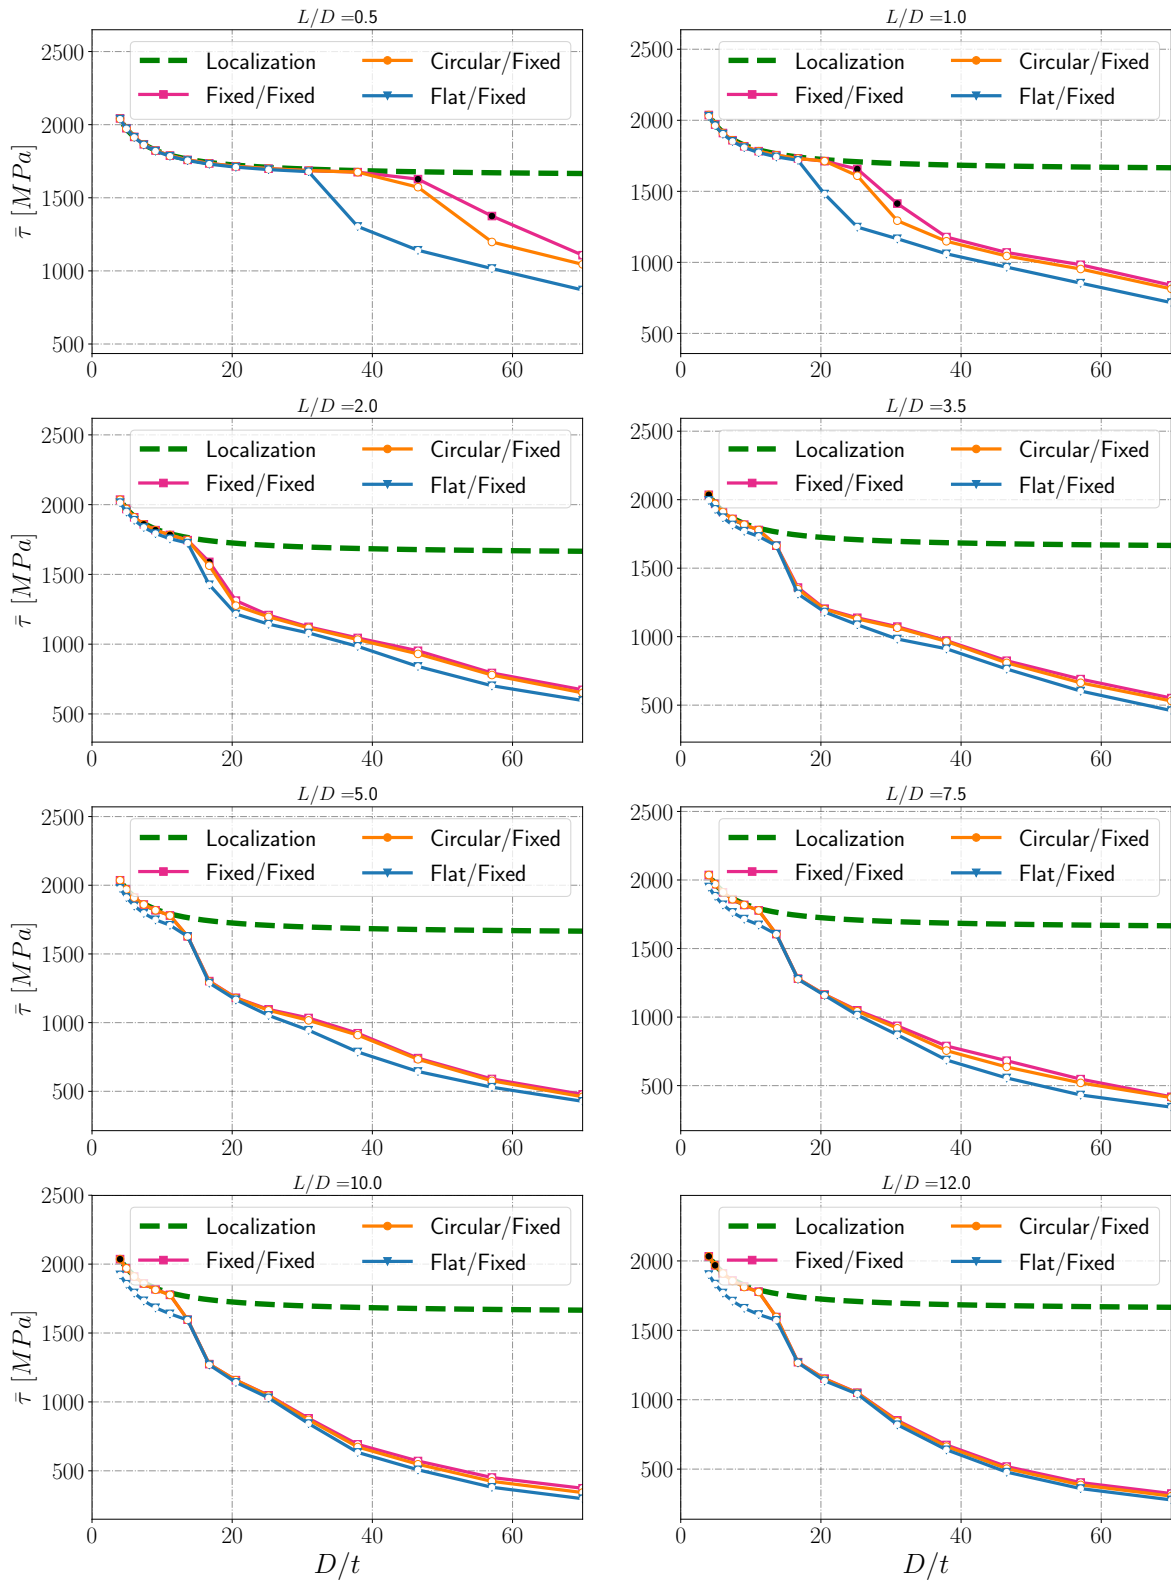 L/D =0.5
2500
2000
1500
1000
500
τ̄ [MPa]
Localization
Fixed/Fixed
Circular/Fixed
Flat/Fixed
0 20 40 60
L/D =1.0
2500
2000
1500
1000
500
Localization
Fixed/Fixed
Circular/Fixed
Flat/Fixed
0 20 40 60
L/D =2.0
2500
2000
1500
1000
500
τ̄ [MPa]
Localization
Fixed/Fixed
Circular/Fixed
Flat/Fixed
0 20 40 60
L/D =3.5
2500
2000
1500
1000
500
Localization
Fixed/Fixed
Circular/Fixed
Flat/Fixed
0 20 40 60
L/D =5.0
2500
2000
1500
1000
500
τ̄ [MPa]
Localization
Fixed/Fixed
Circular/Fixed
Flat/Fixed
0 20 40 60
L/D =7.5
2500
2000
1500
1000
500
Localization
Fixed/Fixed
Circular/Fixed
Flat/Fixed
0 20 40 60
L/D =10.0
2500
2000
1500
1000
500
τ̄ [MPa]
Localization
Fixed/Fixed
Circular/Fixed
Flat/Fixed
0 20 40 60
D/t
L/D =12.0
2000
1500
1000
500
Localization
Fixed/Fixed
Circular/Fixed
Flat/Fixed
0 20 40 60
D/t